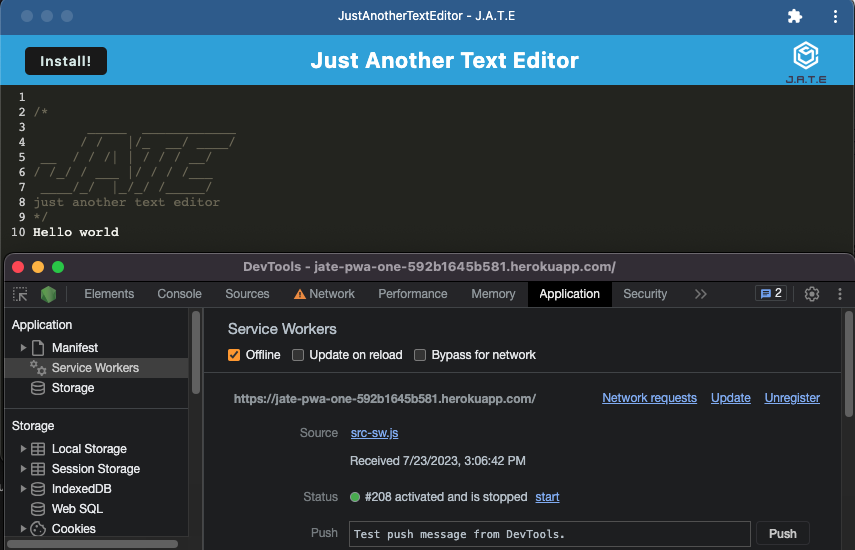 JustAnotherTextEditor - J.A.T.E
Install!
Just Another Text Editor
J.A.T.E
1
2 /*
3       _____  ____________
4      / /   |/_  __/ ____/
5  __  / / /| | / / / __/
6 / /_/ / ___ |/ / / /___
7 ____/_/  |_/_/ /_____/
8 just another text editor
9 */
10 Hello world
DevTools - jate-pwa-one-592b1645b581.herokuapp.com/
Elements Console Sources Network Performance Memory Application Security 2
Application
Manifest
Service Workers
Storage
Storage
Local Storage
Session Storage
IndexedDB
Web SQL
Cookies
Service Workers
Offline Update on reload Bypass for network
https://jate-pwa-one-592b1645b581.herokuapp.com/ Network requests Update Unregister
Source src-sw.js
Received 7/23/2023, 3:06:42 PM
Status #208 activated and is stopped start
Push Test push message from DevTools. Push